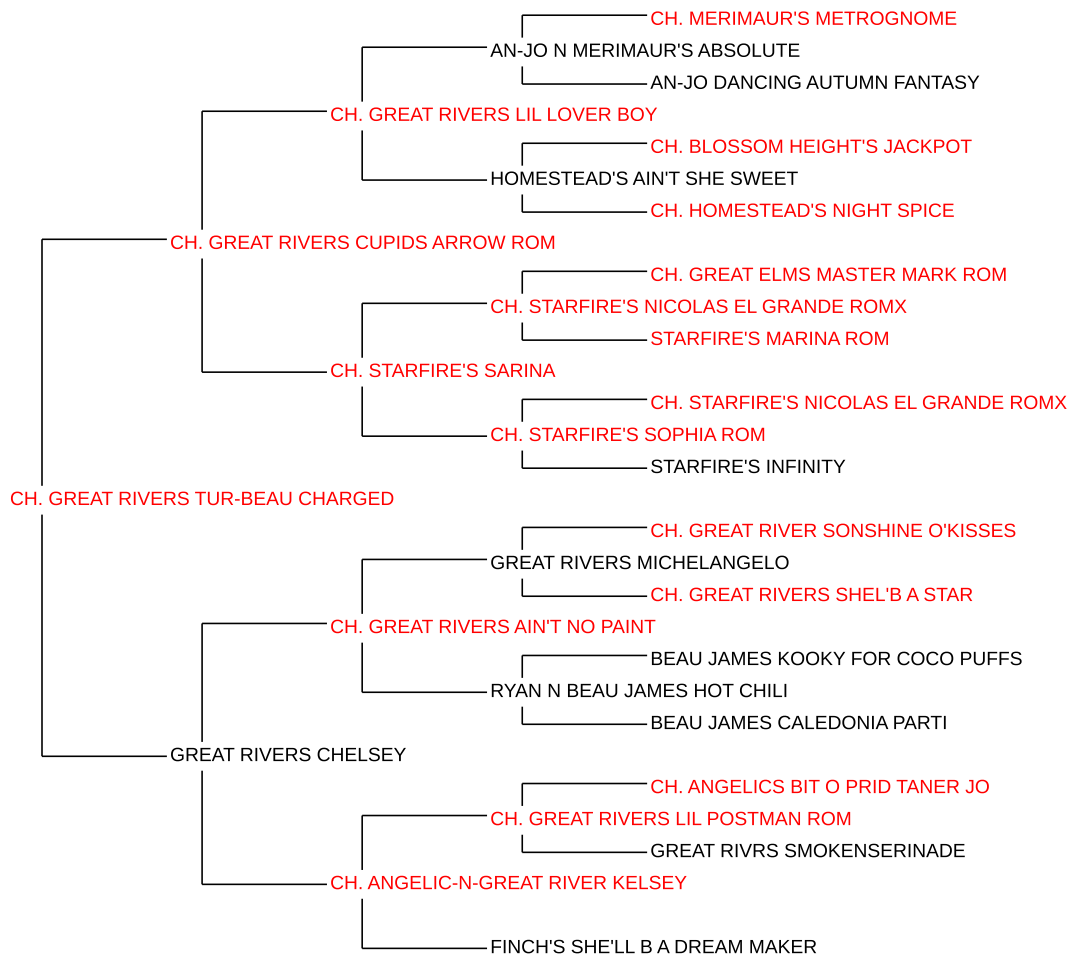 CH. MERIMAUR'S METROGNOME
AN-JO N MERIMAUR'S ABSOLUTE
AN-JO DANCING AUTUMN FANTASY
CH. GREAT RIVERS LIL LOVER BOY
CH. BLOSSOM HEIGHT'S JACKPOT
HOMESTEAD'S AIN'T SHE SWEET
CH. HOMESTEAD'S NIGHT SPICE
CH. GREAT RIVERS CUPIDS ARROW ROM
CH. GREAT ELMS MASTER MARK ROM
CH. STARFIRE'S NICOLAS EL GRANDE ROMX
STARFIRE'S MARINA ROM
CH. STARFIRE'S SARINA
CH. STARFIRE'S NICOLAS EL GRANDE ROMX
CH. STARFIRE'S SOPHIA ROM
STARFIRE'S INFINITY
CH. GREAT RIVERS TUR-BEAU CHARGED
CH. GREAT RIVER SONSHINE O'KISSES
GREAT RIVERS MICHELANGELO
CH. GREAT RIVERS SHEL'B A STAR
CH. GREAT RIVERS AIN'T NO PAINT
BEAU JAMES KOOKY FOR COCO PUFFS
RYAN N BEAU JAMES HOT CHILI
BEAU JAMES CALEDONIA PARTI
GREAT RIVERS CHELSEY
CH. ANGELICS BIT O PRID TANER JO
CH. GREAT RIVERS LIL POSTMAN ROM
GREAT RIVRS SMOKENSERINADE
CH. ANGELIC-N-GREAT RIVER KELSEY
FINCH'S SHE'LL B A DREAM MAKER